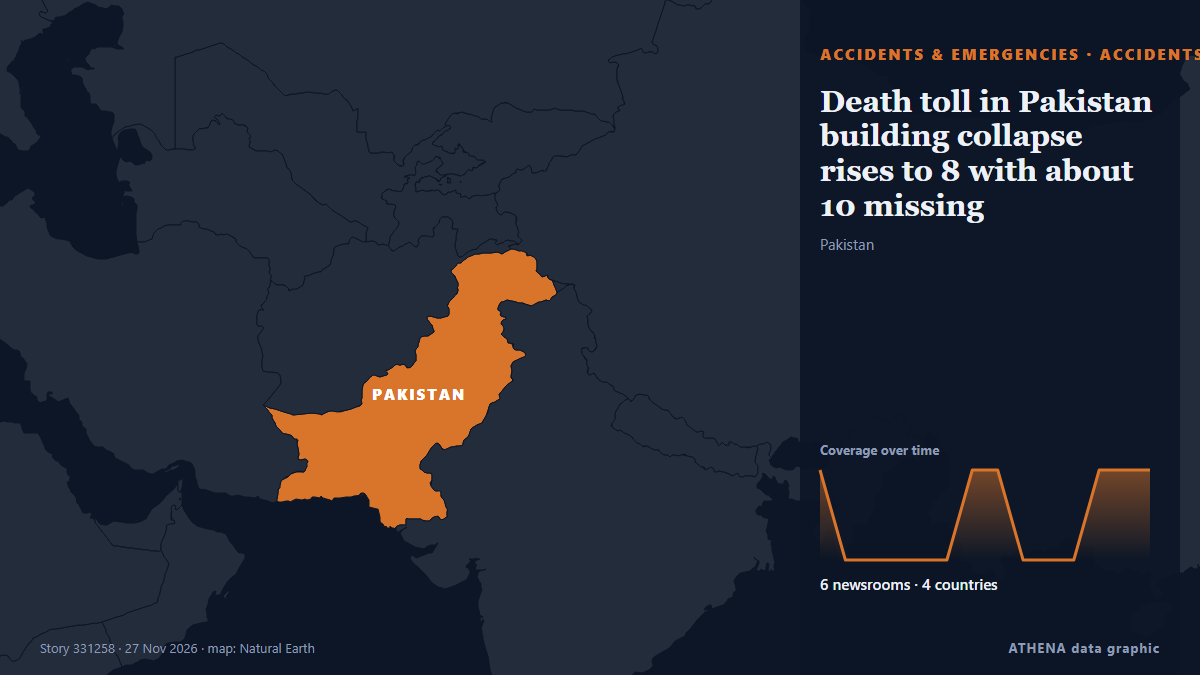 ACCIDENTS & EMERGENCIES · ACCIDENTS
Death toll in Pakistan
building collapse
rises to 8 with about
10 missing
Pakistan
PAKISTAN
Coverage over time
6 newsrooms · 4 countries
Story 331258 · 27 Nov 2026 · map: Natural Earth
ATHENA data graphic